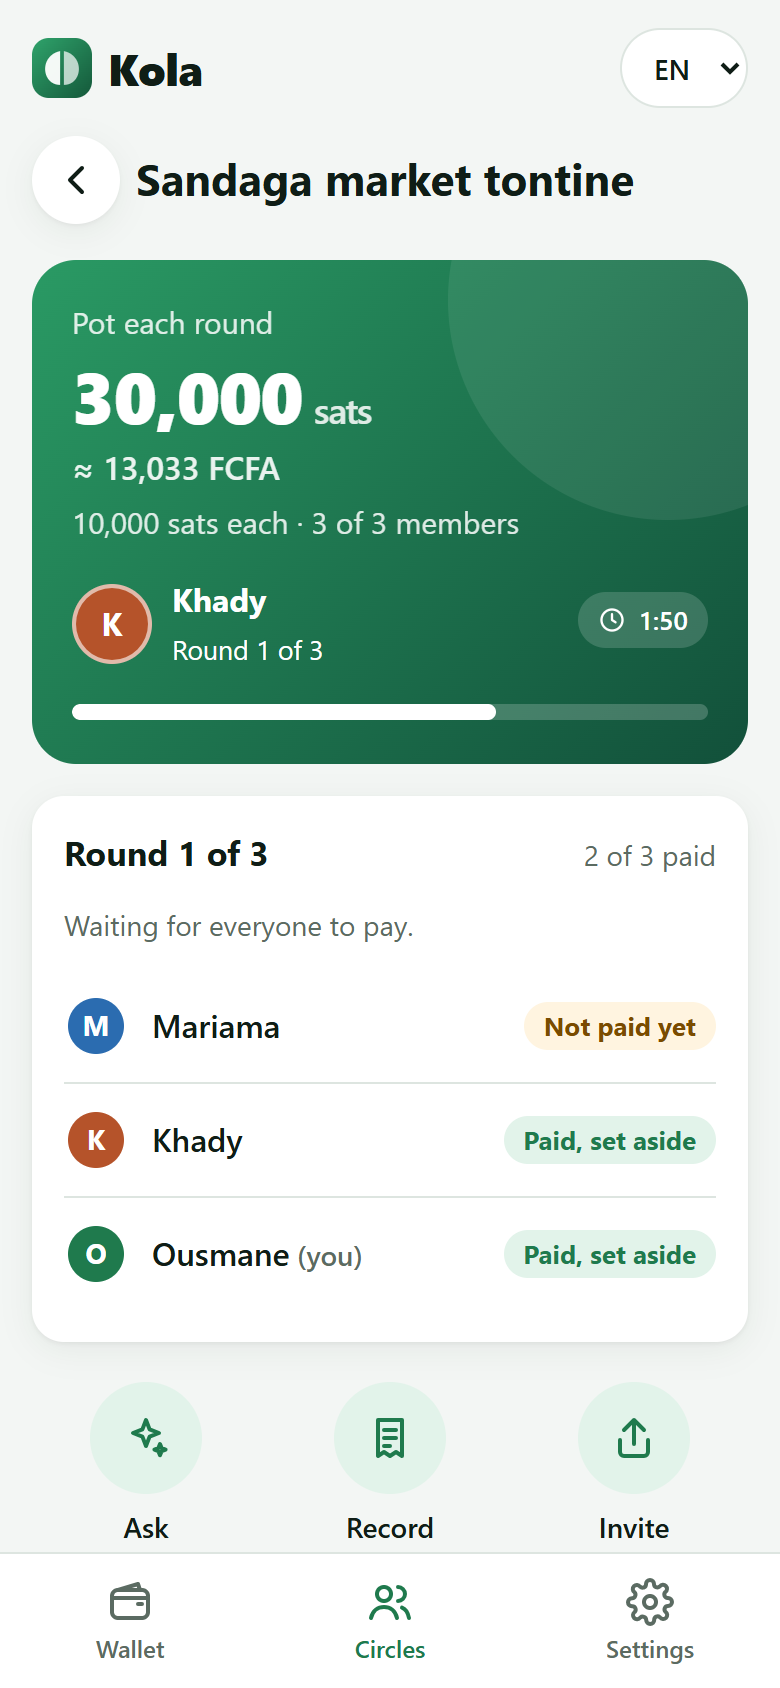 Kola
EN
Sandaga market tontine
Pot each round
30,000 sats
≈ 13,033 FCFA
10,000 sats each · 3 of 3 members
K
Khady
Round 1 of 3
1:50
Round 1 of 3
2 of 3 paid
Waiting for everyone to pay.
M
Mariama
Not paid yet
K
Khady
Paid, set aside
O
Ousmane (you)
Paid, set aside
Ask
Record
Invite
Wallet
Circles
Settings